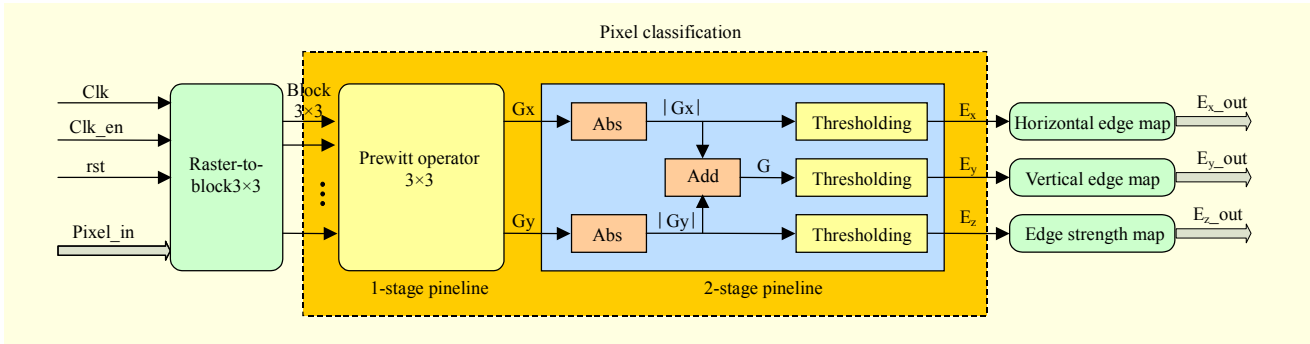 Pixel classification
Clk
Clk_en
rst
Pixel_in
Raster-to-
block3×3
Block
3×3
Prewitt operator
3×3
Gx
Gy
Abs
|Gx|
Thresholding
Add
G
Thresholding
Abs
|Gy|
Thresholding
Ex
Ey
Ez
Horizontal edge map
Vertical edge map
Edge strength map
Ex_out
Ey_out
Ez_out
1-stage pineline
2-stage pineline